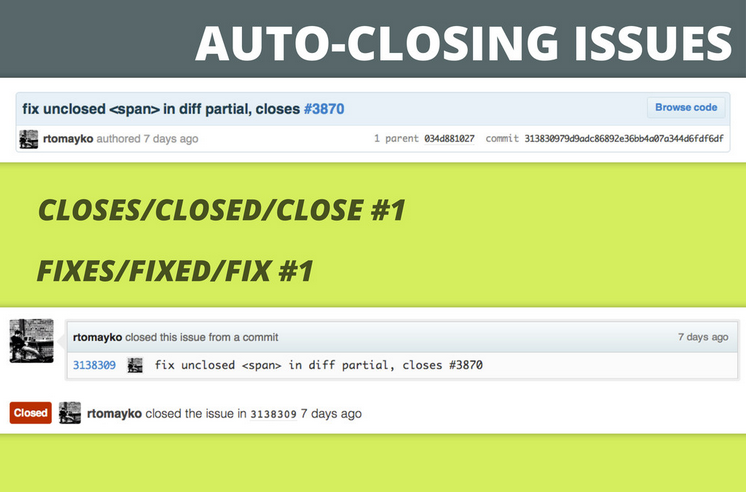 AUTO-CLOSING ISSUES
fix unclosed <span> in diff partial, closes #3870
Browse code
rtomayko authored 7 days ago
1 parent 034d881027 commit 313830979d9adc86892e36bb4a07a344d6fdf6df
CLOSES/CLOSED/CLOSE #1
FIXES/FIXED/FIX #1
rtomayko closed this issue from a commit
7 days ago
3138309 fix unclosed <span> in diff partial, closes #3870
Closed rtomayko closed the issue in 3138309 7 days ago